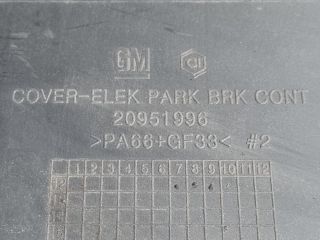 GM
COVER-ELEK PARK BRK CONT
20951996
>PA66+GF33< #2
1 2 3 4 5 6 7 8 9 10 11 12